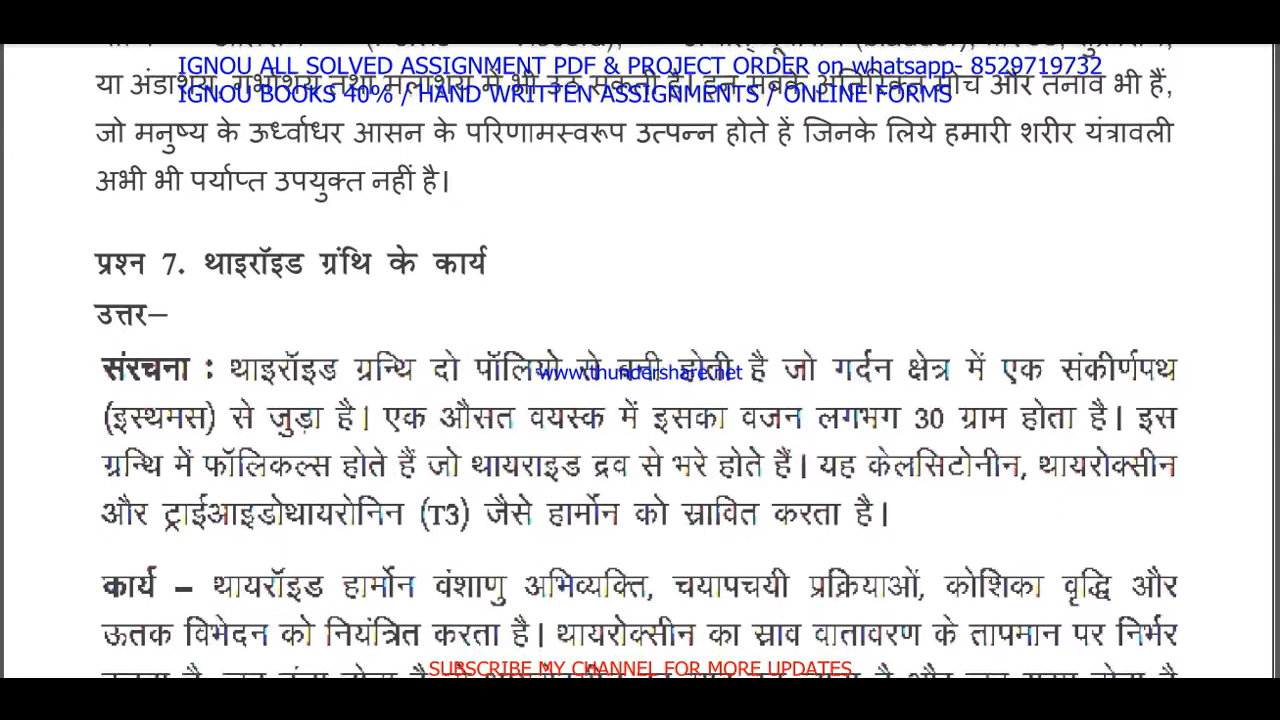 (bladder),
IGNOU ALL SOLVED ASSIGNMENT PDF & PROJECT ORDER on whatsapp- 8529719732
या अंडाशय, गर्भाशय तथा मलाशय में भी उठ सकती है। इन सबके अतिरिक्त मोच और तनाव भी हैं,
IGNOU BOOKS 40% / HAND WRITTEN ASSIGNMENTS / ONLINE FORMS
जो मनुष्य के ऊर्ध्वाधर आसन के परिणामस्वरूप उत्पन्न होते हें जिनके लिये हमारी शरीर यंत्रावली
अभी भी पर्याप्त उपयुक्त नहीं है।
प्रश्न 7. थाइरॉइड ग्रंथि के कार्य
उत्तर–
संरचना : थाइरॉइड ग्रन्थि दो पॉलियो से बनी होती है जो गर्दन क्षेत्र में एक संकीर्णपथ
www.thundershare.net
(इस्थमस) से जुड़ा है। एक औसत वयस्क में इसका वजन लगभग 30 ग्राम होता है। इस
ग्रन्थि में फॉलिकल्स होते हैं जो थायराइड द्रव से भरे होते हैं। यह केलसिटोनीन, थायरोक्सीन
और ट्राईआइडोथायरोनिन (T3) जैसे हार्मोन को स्रावित करता है।
कार्य – थायरॉइड हार्मोन वंशाणु अभिव्यक्ति, चयापचयी प्रक्रियाओं, कोशिका वृद्धि और
ऊतक विभेदन को नियंत्रित करता है। थायरोक्सीन का स्राव वातावरण के तापमान पर निर्भर
SUBSCRIBE MY CHANNEL FOR MORE UPDATES